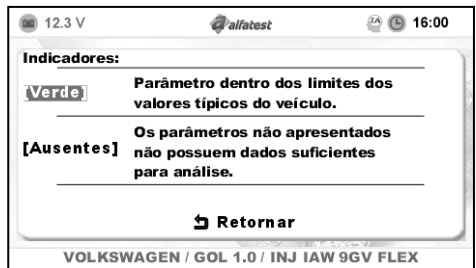 12.3 V alfatest IA 16:00
Indicadores:
[Verde] Parâmetro dentro dos limites dos
valores típicos do veículo.
[Ausentes] Os parâmetros não apresentados
não possuem dados suficientes
para análise.
Retornar
VOLKSWAGEN / GOL 1.0 / INJ IAW 9GV FLEX